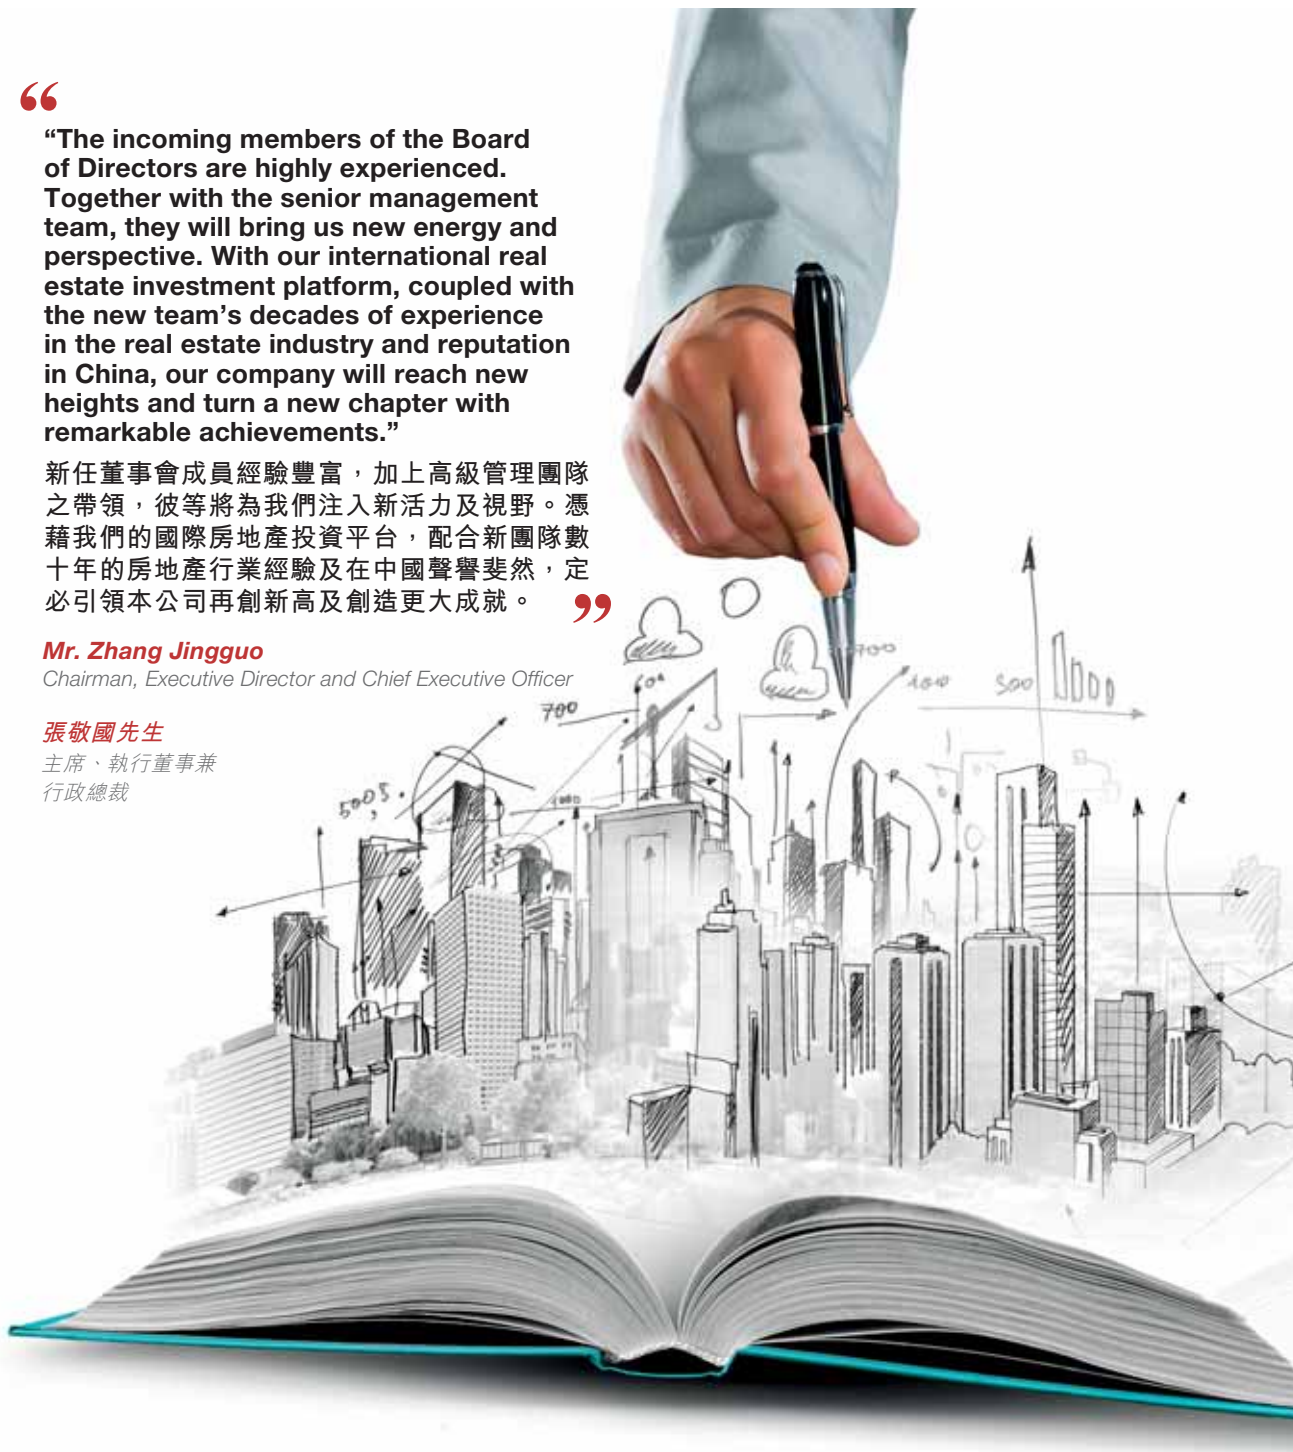 “The incoming members of the Board
of Directors are highly experienced.
Together with the senior management
team, they will bring us new energy and
perspective. With our international real
estate investment platform, coupled with
the new team’s decades of experience
in the real estate industry and reputation
in China, our company will reach new
heights and turn a new chapter with
remarkable achievements.”
新任董事會成員經驗豐富，加上高級管理團隊
之帶領，彼等將為我們注入新活力及視野。憑
藉我們的國際房地產投資平台，配合新團隊數
十年的房地產行業經驗及在中國聲譽斐然，定
必引領本公司再創新高及創造更大成就。
Mr. Zhang Jingguo
Chairman, Executive Director and Chief Executive Officer
張敬國先生
主席、執行董事兼
行政總裁
700
500